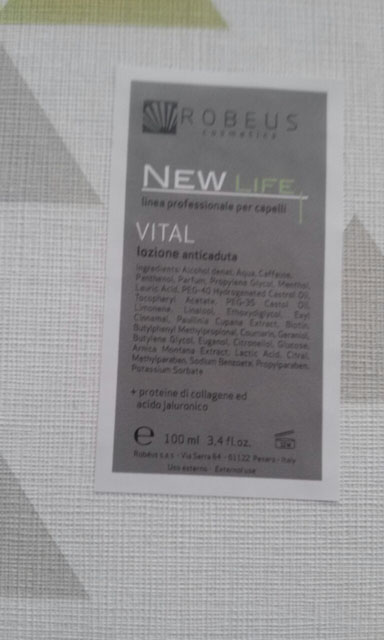 ROBEUS
cosmetics
NEW LIFE
linea professionale per capelli
VITAL
lozione anticaduta
Ingredients: Alcohol denat, Aqua, Caffeine,
Panthenol, Parfum, Propylene Glycol, Menthol,
Lauric Acid, PEG-40 Hydrogenated Castrol Oil,
Tocopheryl Acetate, PEG-35 Castol Oil,
Limonene, Linalool, Ethoxydiglycol, Exyl
Cinnamal, Paullinia Cupana Extract, Biotin,
Butylphenyl Methylpropional, Coumarin, Geraniol,
Butylene Glycol, Eugenol, Citronellol, Glucose,
Arnica Montana Extract, Lactic Acid, Citral,
Methylparaben, Sodium Benzoate, Propylparaben,
Potassium Sorbate
+ proteine di collagene ed
acido jaluronico
e 100 ml 3,4 fl.oz.
Robeus s.a.s - Via Serra 64 - 61122 Pesaro - Italy
Uso esterno - External use